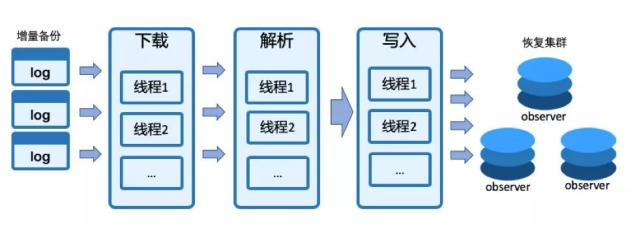 增量备份
log
log
log
下载
线程1
线程2
...
解析
线程1
线程2
...
写入
线程1
线程2
...
恢复集群
observer
observer
observer